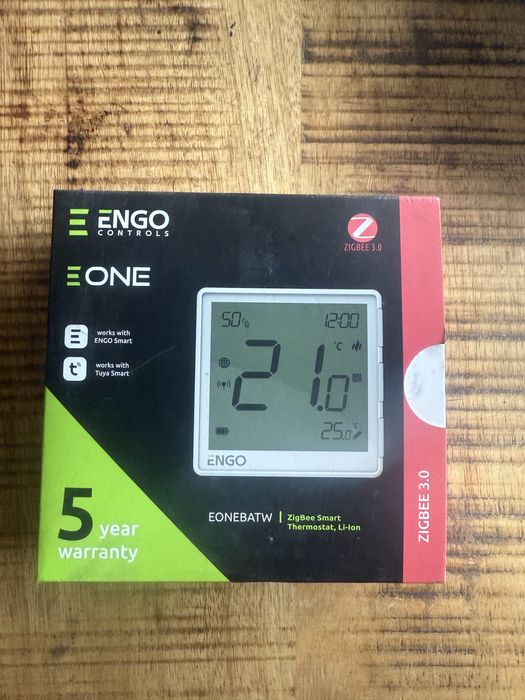 ENGO
CONTROLS
ZIGBEE 3.0
EONE
works with
ENGO Smart
works with
Tuya Smart
50%
12:00
°C
21.0
25.0 °C
ENGO
5 year
warranty
EONEBATW | ZigBee Smart
Thermostat, Li-Ion
ZIGBEE 3.0